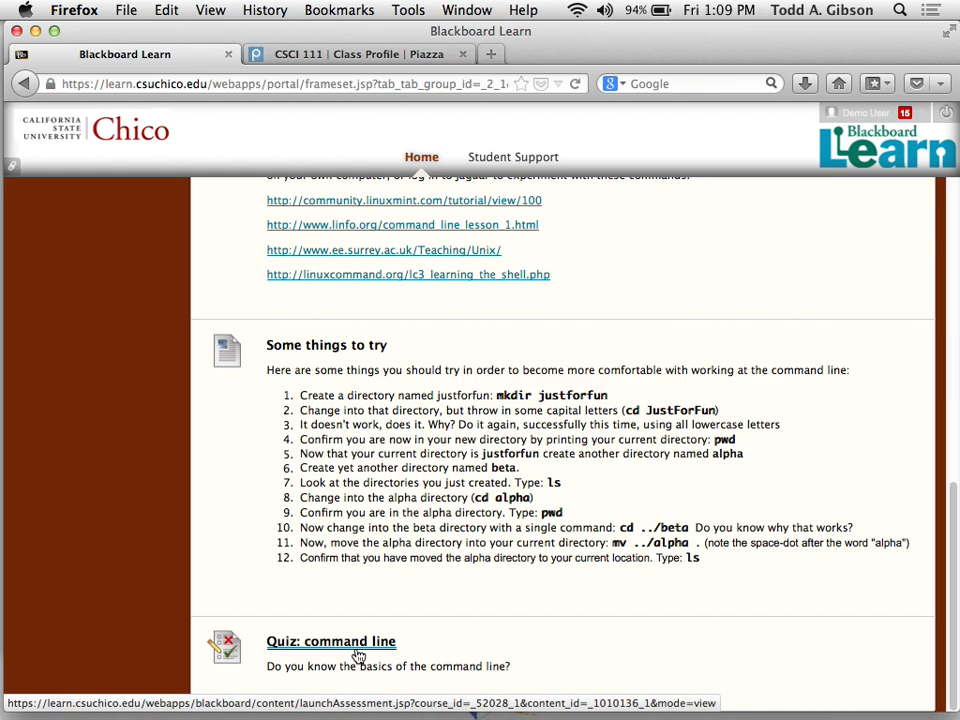 Firefox File Edit View History Bookmarks Tools Window Help 94% Fri 1:09 PM Todd A. Gibson
Blackboard Learn
Blackboard Learn CSCI 111 | Class Profile | Piazza
https://learn.csuchico.edu/webapps/portal/frameset.jsp?tab_tab_group_id=_2_1 Google
CALIFORNIA STATE UNIVERSITY Chico
Demo User 15
Blackboard Learn
Home Student Support
on your own computer, or log in to jaguar to experiment with these commands.
http://community.linuxmint.com/tutorial/view/100
http://www.linfo.org/command_line_lesson_1.html
http://www.ee.surrey.ac.uk/Teaching/Unix/
http://linuxcommand.org/lc3_learning_the_shell.php
Some things to try
Here are some things you should try in order to become more comfortable with working at the command line:
1. Create a directory named justforfun: mkdir justforfun
2. Change into that directory, but throw in some capital letters (cd JustForFun)
3. It doesn't work, does it. Why? Do it again, successfully this time, using all lowercase letters
4. Confirm you are now in your new directory by printing your current directory: pwd
5. Now that your current directory is justforfun create another directory named alpha
6. Create yet another directory named beta.
7. Look at the directories you just created. Type: ls
8. Change into the alpha directory (cd alpha)
9. Confirm you are in the alpha directory. Type: pwd
10. Now change into the beta directory with a single command: cd ../beta Do you know why that works?
11. Now, move the alpha directory into your current directory: mv ../alpha . (note the space-dot after the word "alpha")
12. Confirm that you have moved the alpha directory to your current location. Type: ls
Quiz: command line
Do you know the basics of the command line?
https://learn.csuchico.edu/webapps/blackboard/content/launchAssessment.jsp?course_id=_52028_1&content_id=_1010136_1&mode=view